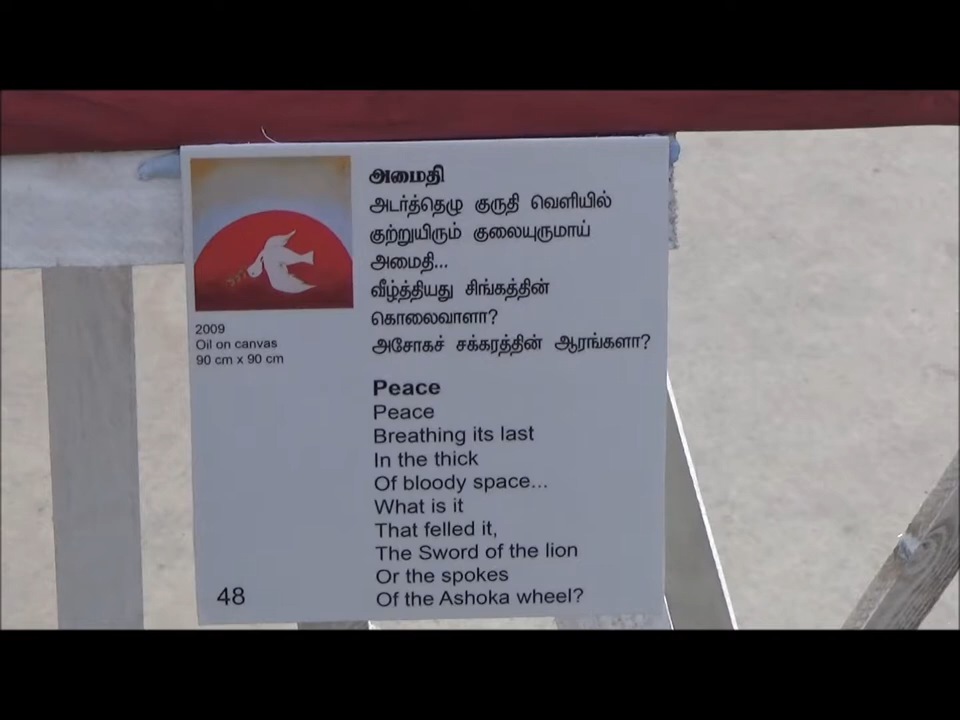 அமைதி
அடர்த்தெழு குருதி வெளியில்
குற்றுயிரும் குலையுருமாய்
அமைதி...
வீழ்த்தியது சிங்கத்தின்
கொலைவாளா?
அசோகச் சக்கரத்தின் ஆரங்களா?
2009
Oil on canvas
90 cm x 90 cm
Peace
Peace
Breathing its last
In the thick
Of bloody space...
What is it
That felled it,
The Sword of the lion
Or the spokes
Of the Ashoka wheel?
48